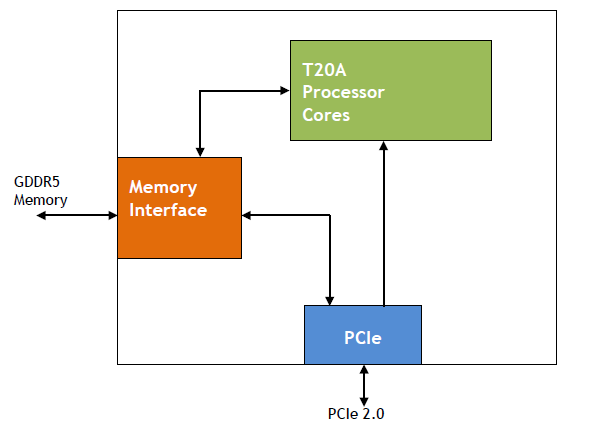 T20A
Processor
Cores
GDDR5
Memory
Memory
Interface
PCIe
PCIe 2.0